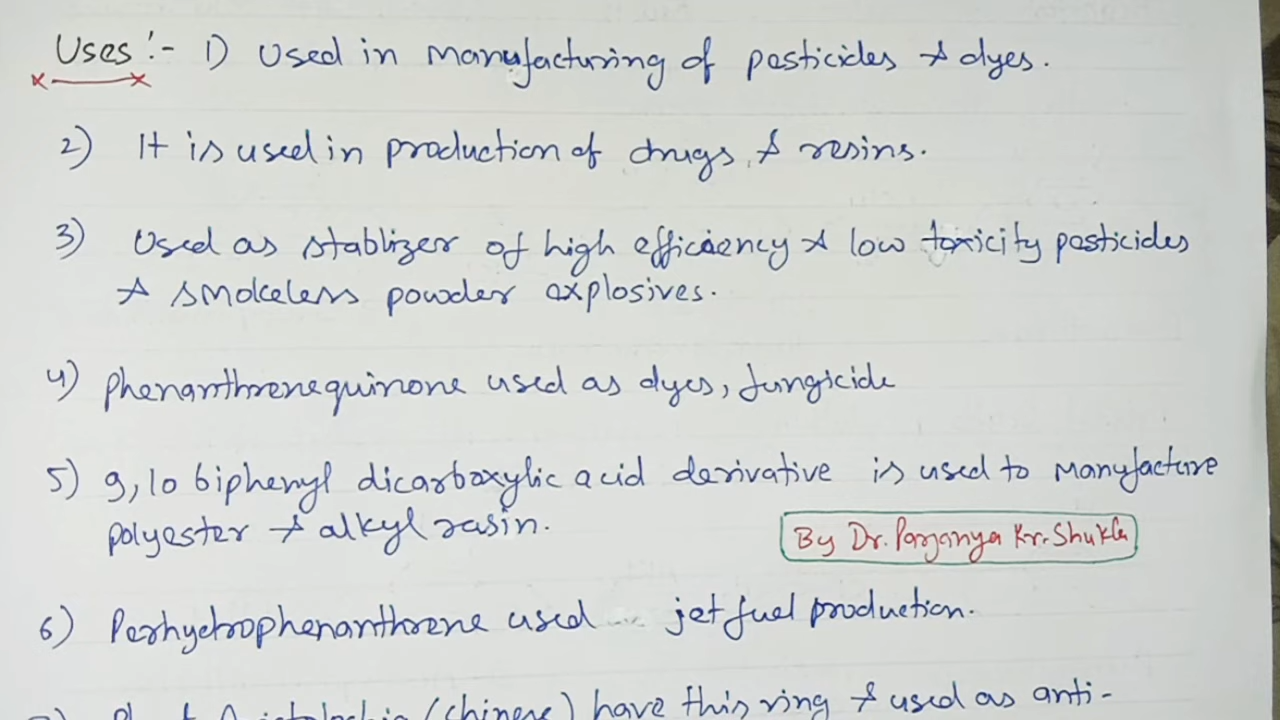 Uses :- 1) Used in manufacturing of pesticides & dyes.
2) It is used in production of drugs & resins.
3) Used as stablizer of high efficiency & low toxicity pesticides
& smokeless powder explosives.
4) phenanthrenequinone used as dyes, fungicide
5) 9,10 biphenyl dicarboxylic acid derivative is used to manufacture
polyester & alkyl rasin.
By Dr. Parjanya Kr. Shukla
6) Perhydrophenanthrene used jet fuel production.
(chinese) have this ring & used as anti-